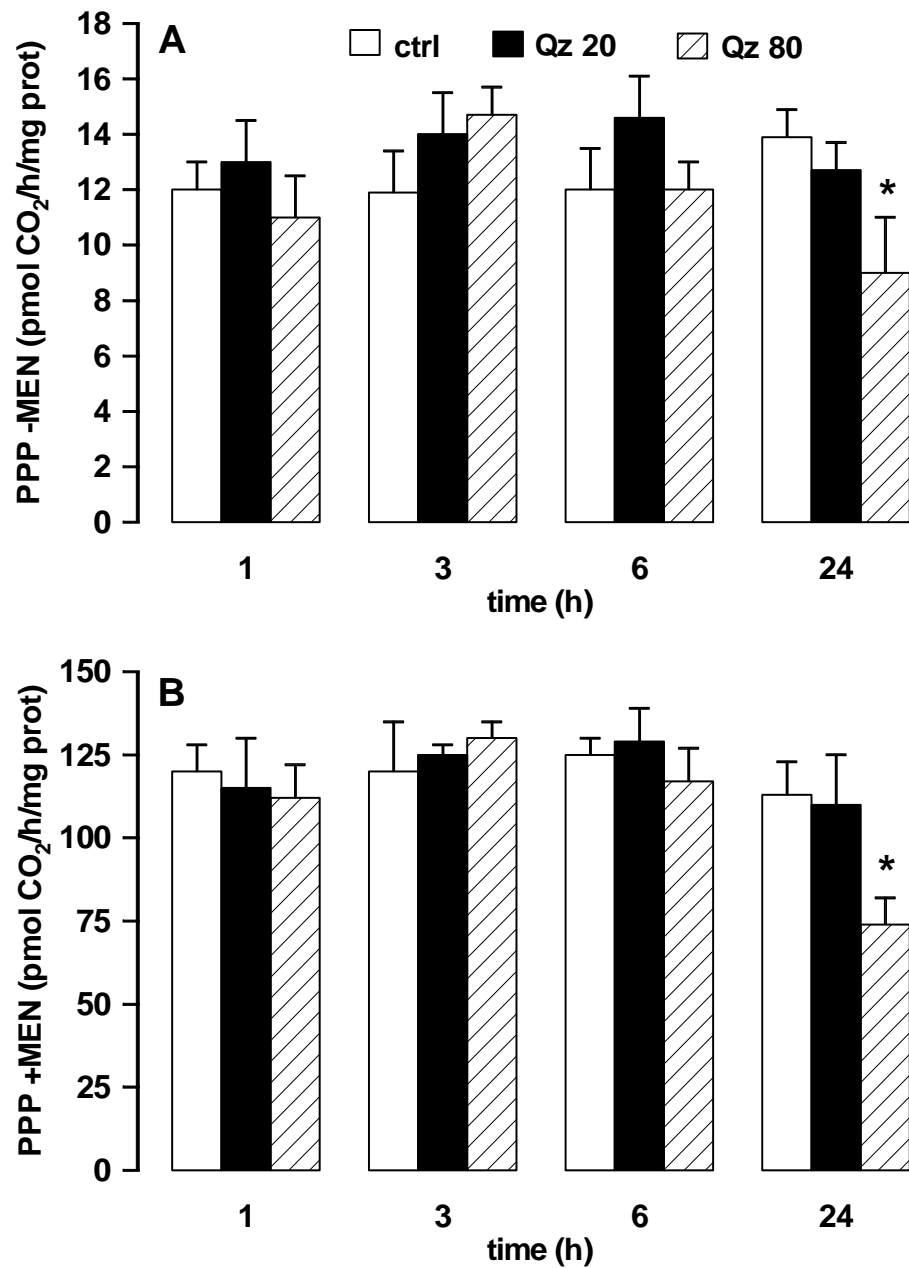 A
ctrl
Qz 20
Qz 80
PPP -MEN (pmol CO₂/h/mg prot)
18
16
14
12
10
8
6
4
2
0
*
1 3 6 24
time (h)
B
PPP +MEN (pmol CO₂/h/mg prot)
150
125
100
75
50
25
0
*
1 3 6 24
time (h)